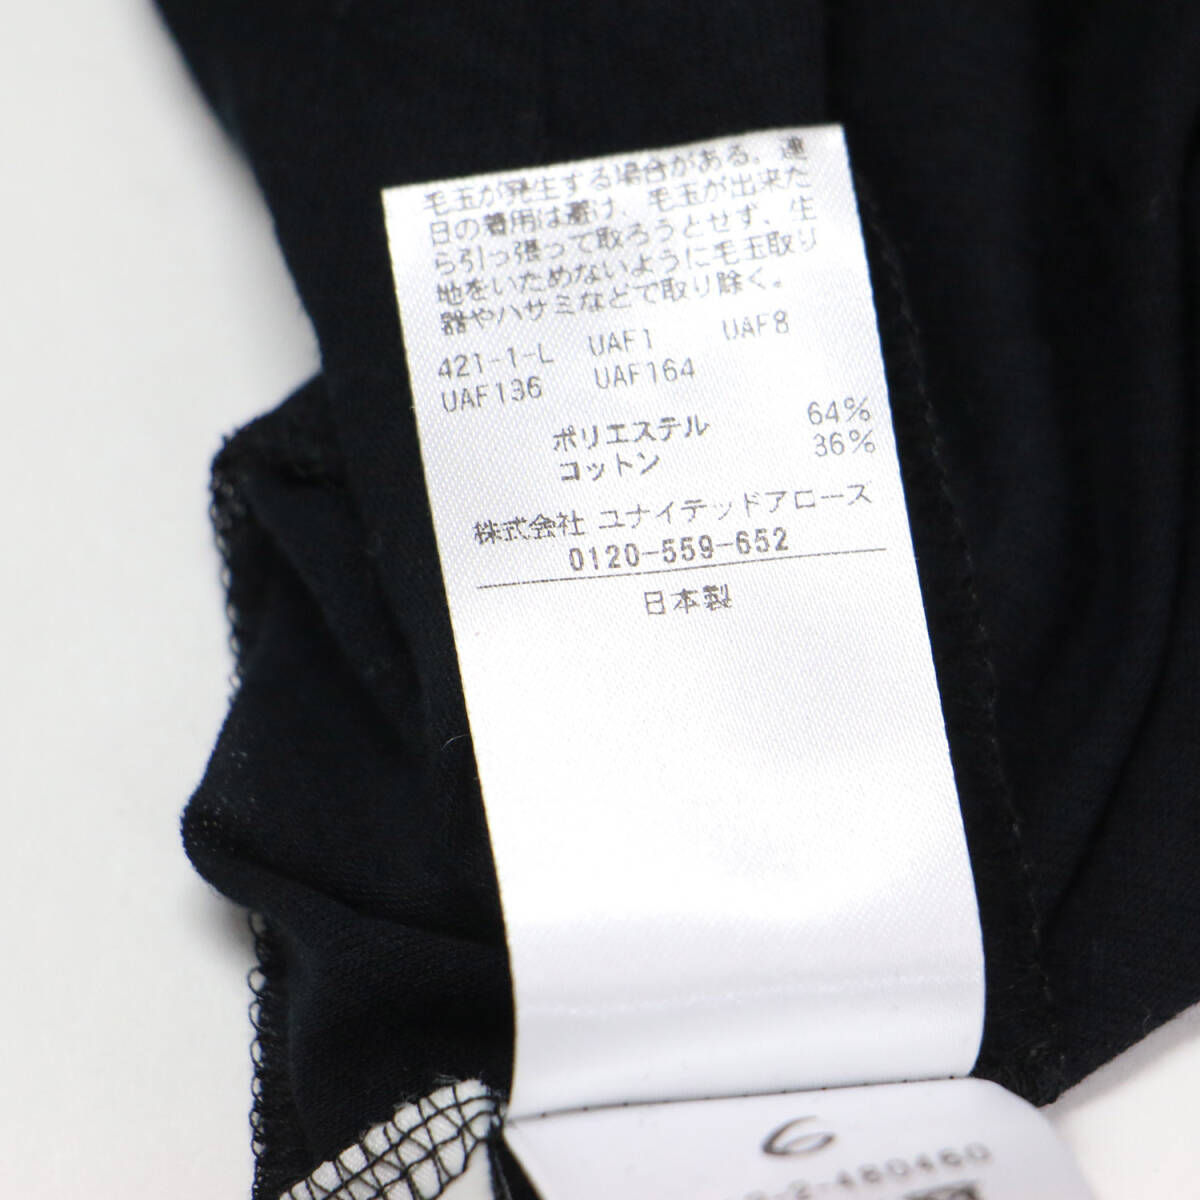 毛玉が発生する場合がある。連
日の着用は避け、毛玉が出来た
ら引っ張って取ろうとせず、生
地をいためないように毛玉取り
器やハサミなどで取り除く。
421-1-L UAF1 UAF8
UAF136 UAF164
ポリエステル 64%
コットン 36%
株式会社 ユナイテッドアローズ
0120-559-652
日本製
6
-2-480460